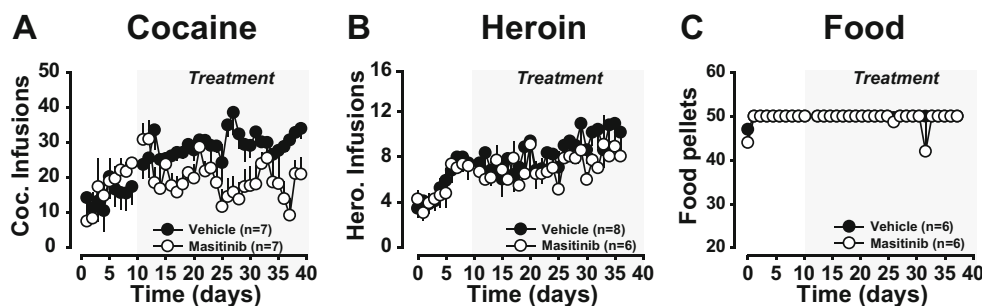 A Cocaine
Coc. Infusions
50
40
30
20
10
0
Treatment
Vehicle (n=7)
Masitinib (n=7)
0 5 10 15 20 25 30 35 40
Time (days)
B Heroin
Hero. Infusions
16
12
8
4
0
Treatment
Vehicle (n=8)
Masitinib (n=6)
0 5 10 15 20 25 30 35 40
Time (days)
C Food
Food pellets
60
50
40
30
20
Treatment
Vehicle (n=6)
Masitinib (n=6)
0 5 10 15 20 25 30 35 40
Time (days)